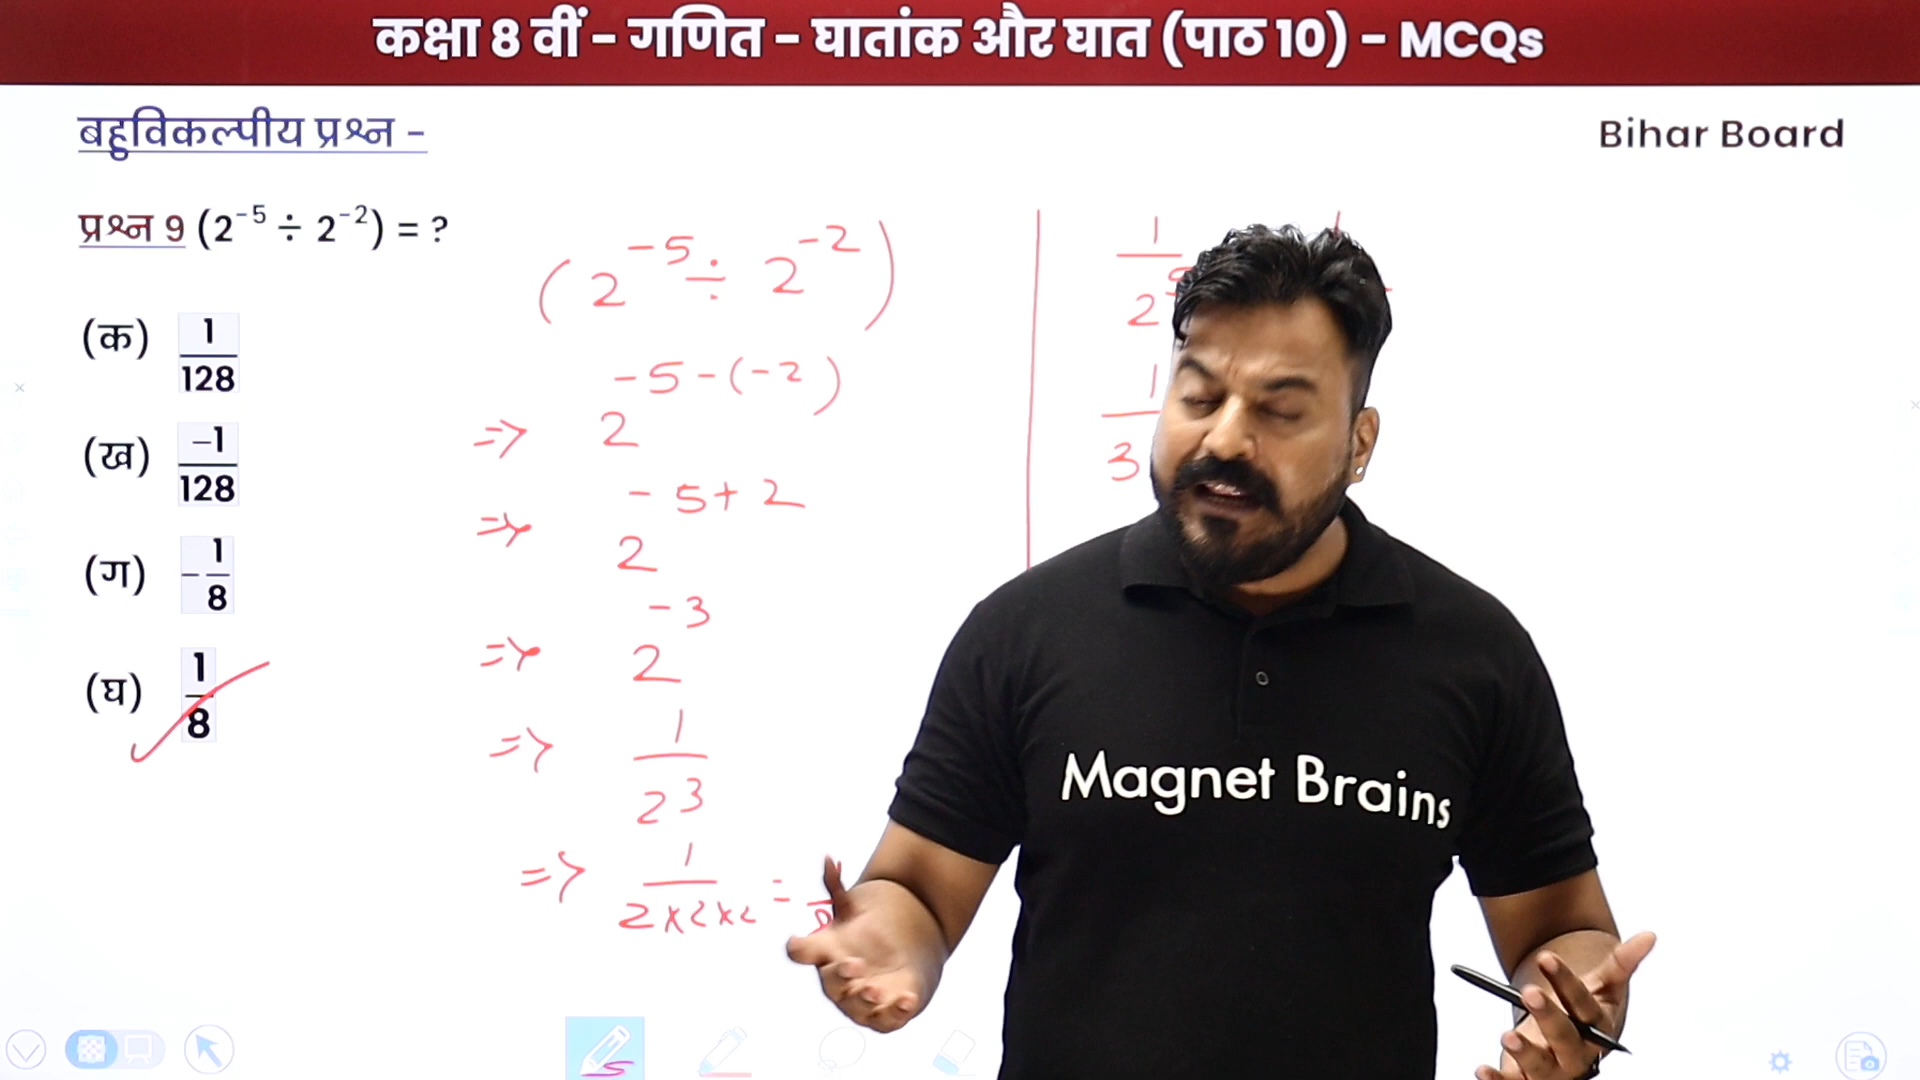 कक्षा 8 वीं – गणित – घातांक और घात (पाठ 10) – MCQs
बहुविकल्पीय प्रश्न –
Bihar Board
प्रश्न 9 (2⁻⁵ ÷ 2⁻²) = ?
(क) 1/128
(ख) –1/128
(ग) –1/8
(घ) 1/8
(2⁻⁵ ÷ 2⁻²)
=> 2^(-5-(-2))
=> 2^(-5+2)
=> 2⁻³
=> 1/2³
=> 1/2×2×2 =
1/2⁵
Magnet Brains